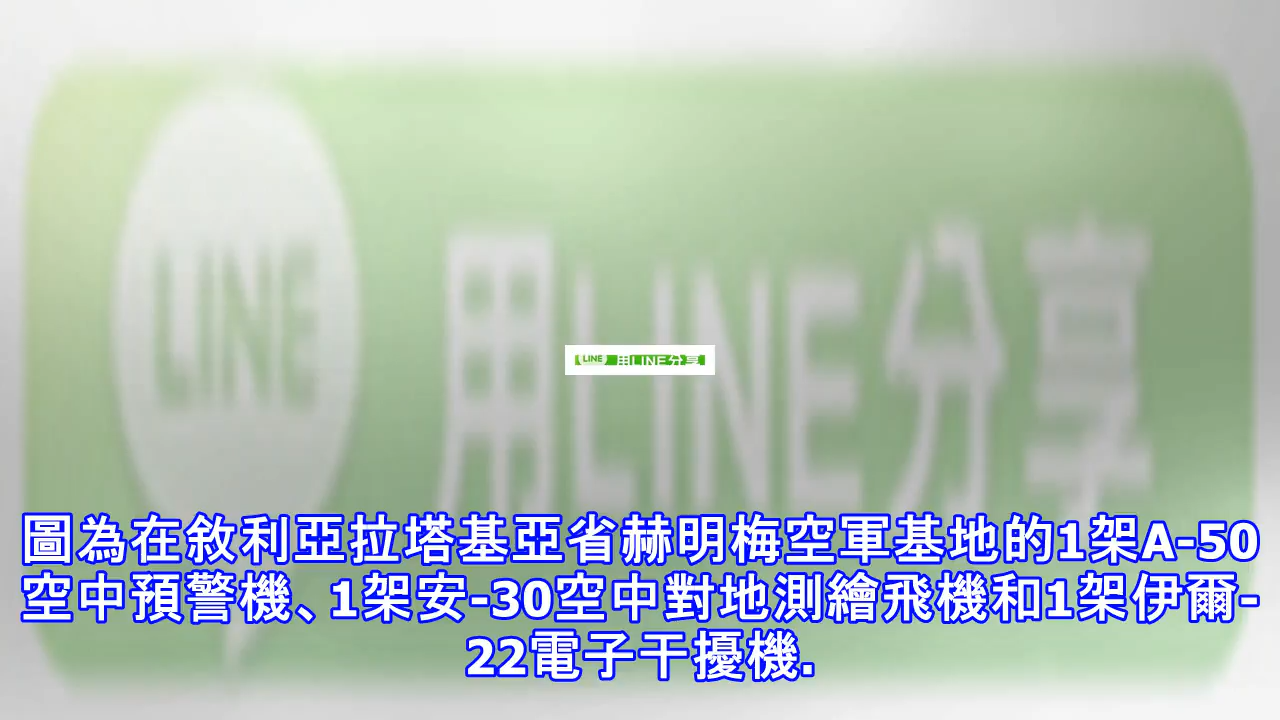 LINE
用LINE分享
LINE 用LINE分享
圖為在敘利亞拉塔基亞省赫明梅空軍基地的1架A-50
空中預警機、1架安-30空中對地測繪飛機和1架伊爾-
22電子干擾機.